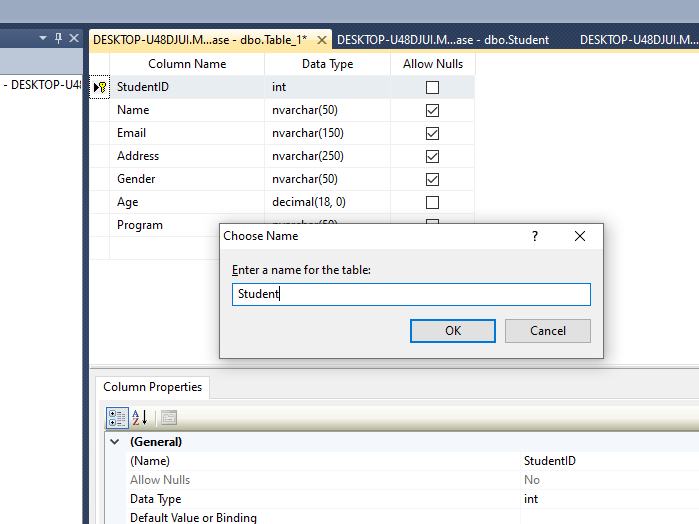 DESKTOP-U48DJUI.M...ase - dbo.Table_1* DESKTOP-U48DJUI.M...ase - dbo.Student DESKTOP-U48DJUI.M
- DESKTOP-U48
Column Name Data Type Allow Nulls
StudentID int
Name nvarchar(50)
Email nvarchar(150)
Address nvarchar(250)
Gender nvarchar(50)
Age decimal(18, 0)
Program
Choose Name ?
Enter a name for the table:
Student
OK Cancel
Column Properties
(General)
(Name) StudentID
Allow Nulls No
Data Type int
Default Value or Binding